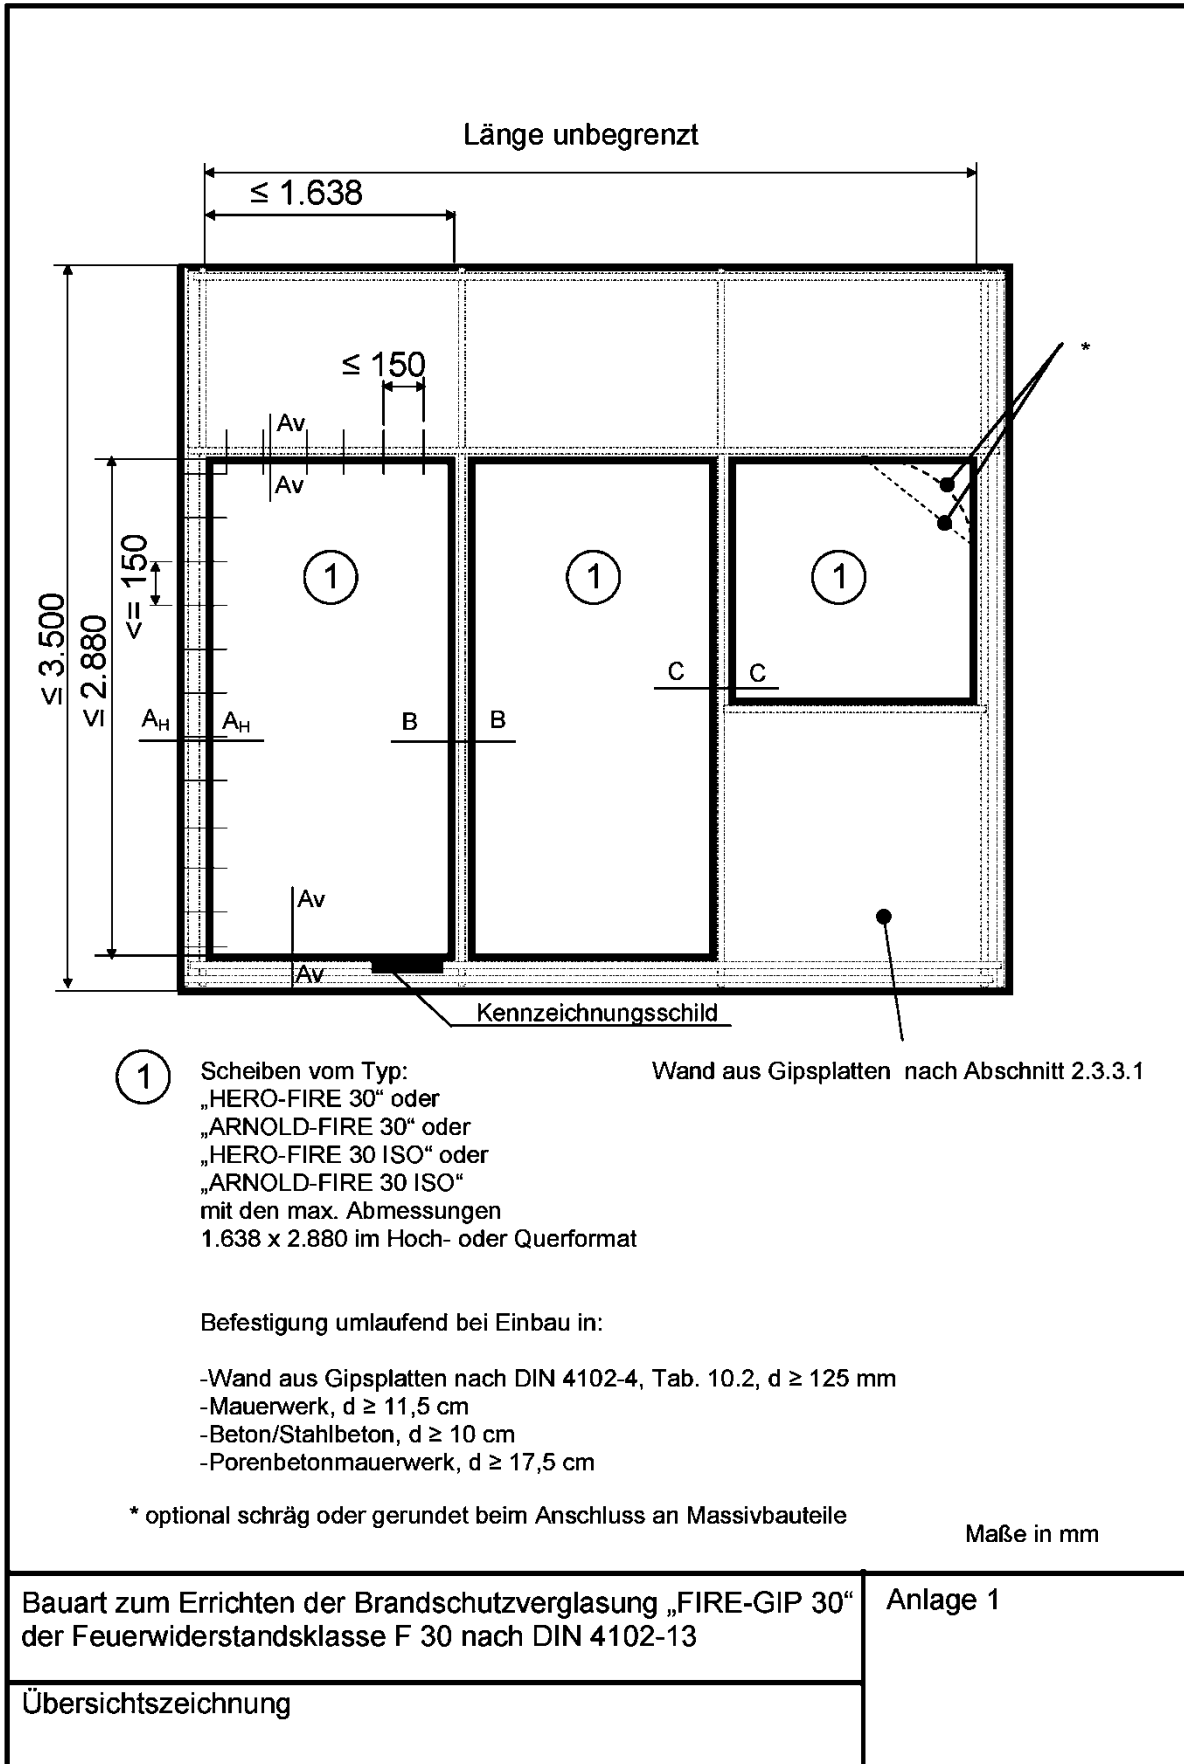 Länge unbegrenzt
≤ 1.638
≤ 150
*
Av
Av
≤ 3.500
≤ 2.880
<= 150
1
1
1
C
C
A_H
A_H
B
B
Av
Av
Kennzeichnungsschild
1
Scheiben vom Typ:
„HERO-FIRE 30“ oder
„ARNOLD-FIRE 30“ oder
„HERO-FIRE 30 ISO“ oder
„ARNOLD-FIRE 30 ISO“
mit den max. Abmessungen
1.638 x 2.880 im Hoch- oder Querformat
Wand aus Gipsplatten nach Abschnitt 2.3.3.1
Befestigung umlaufend bei Einbau in:
-Wand aus Gipsplatten nach DIN 4102-4, Tab. 10.2, d ≥ 125 mm
-Mauerwerk, d ≥ 11,5 cm
-Beton/Stahlbeton, d ≥ 10 cm
-Porenbetonmauerwerk, d ≥ 17,5 cm
* optional schräg oder gerundet beim Anschluss an Massivbauteile
Maße in mm
Bauart zum Errichten der Brandschutzverglasung „FIRE-GIP 30“
der Feuerwiderstandsklasse F 30 nach DIN 4102-13
Anlage 1
Übersichtszeichnung